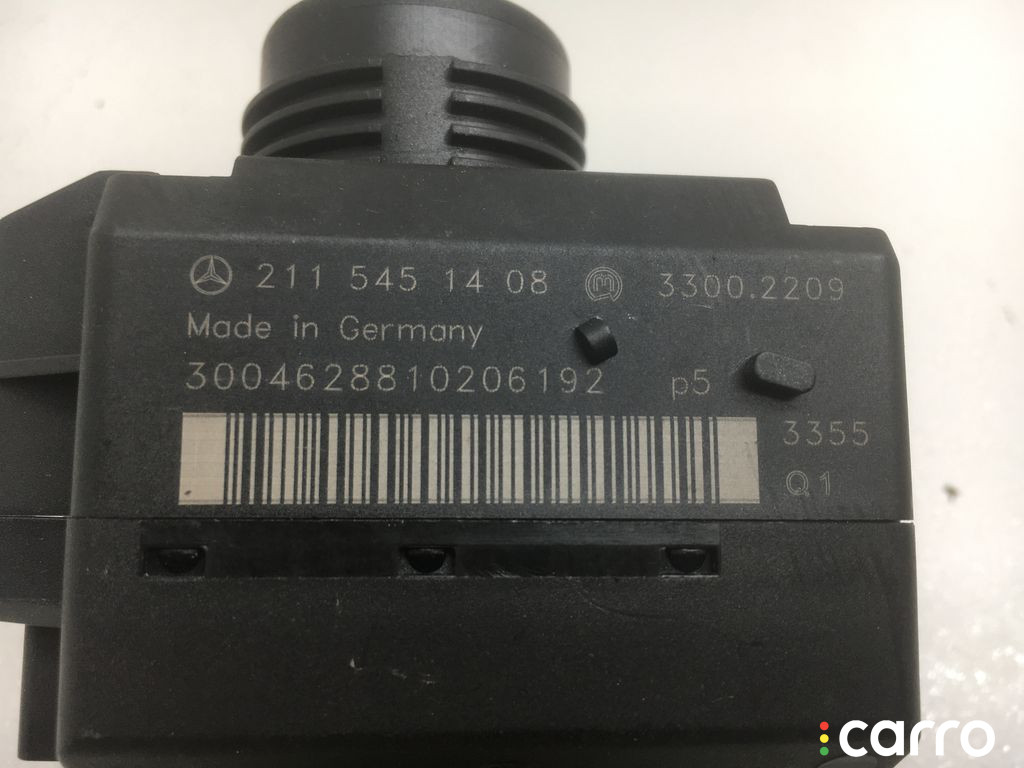 211 545 14 08 M 3300.2209
Made in Germany
3004628810206192 p5
3355
Q1
carro